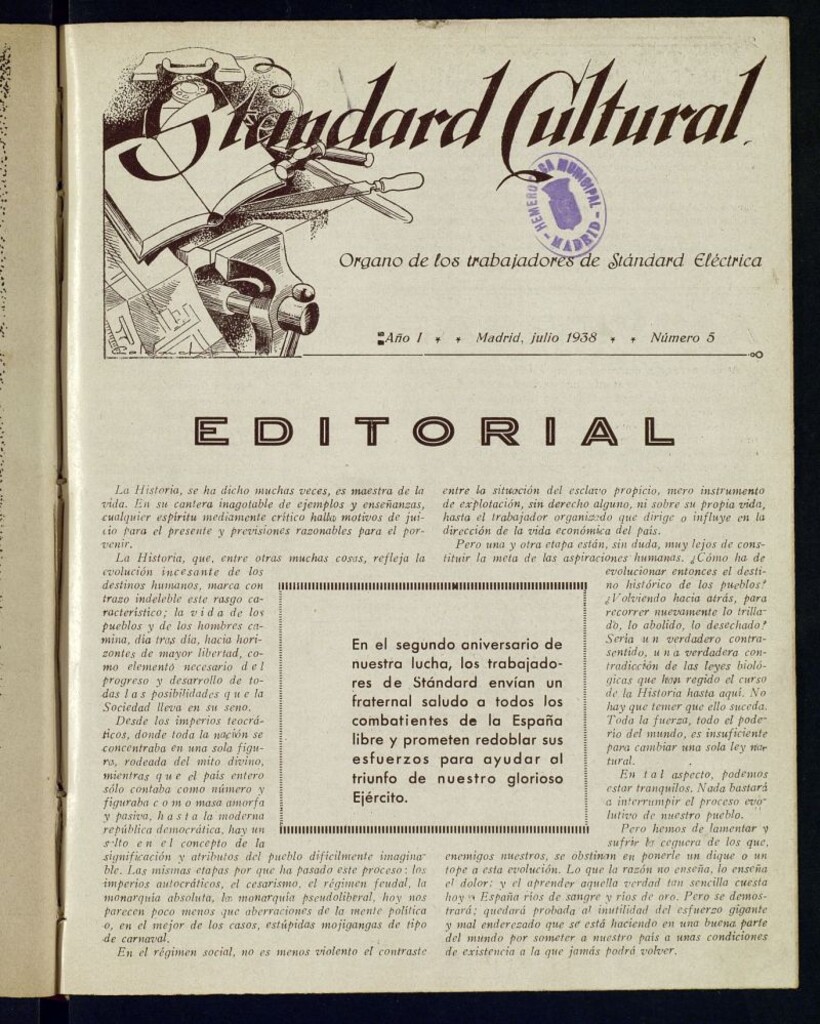 Standard Cultural
HEMEROTECA MUNICIPAL
MADRID
Organo de los trabajadores de Stándard Eléctrica
Año I Madrid, julio 1938 Número 5
EDITORIAL
La Historia, se ha dicho muchas veces, es maestra de la
vida. En su cantera inagotable de ejemplos y enseñanzas,
cualquier espíritu mediamente crítico halla motivos de jui-
cio para el presente y previsiones razonables para el por-
venir.
La Historia, que, entre otras muchas cosas, refleja la
evolución incesante de los
destinos humanos, marca con
trazo indeleble este rasgo ca-
racterístico; la vida de los
pueblos y de los hombres ca-
mina, día tras día, hacia hori-
zontes de mayor libertad, co-
mo elemento necesario del
progreso y desarrollo de to-
das las posibilidades que la
Sociedad lleva en su seno.
Desde los imperios teocrá-
ticos, donde toda la nación se
concentraba en una sola figu-
ra, rodeada del mito divino,
mientras que el país entero
sólo contaba como número y
figuraba como masa amorfa
y pasiva, hasta la moderna
república democrática, hay un
salto en el concepto de la
significación y atributos del pueblo difícilmente imagina-
ble. Las mismas etapas por que ha pasado este proceso: los
imperios autocráticos, el cesarismo, el régimen feudal, la
monarquía absoluta, la monarquía pseudoliberal, hoy nos
parecen poco menos que aberraciones de la mente política
o, en el mejor de los casos, estúpidas mojigangas de tipo
de carnaval.
En el régimen social, no es menos violento el contraste
entre la situación del esclavo propicio, mero instrumento
de explotación, sin derecho alguno, ni sobre su propia vida,
hasta el trabajador organizado que dirige o influye en la
dirección de la vida económica del país.
Pero una y otra etapa están, sin duda, muy lejos de cons-
tituir la meta de las aspiraciones humanas. ¿Cómo ha de
evolucionar entonces el desti-
no histórico de los pueblos?
¿Volviendo hacia atrás, para
recorrer nuevamente lo trilla-
do, lo abolido, lo desechado?
Sería un verdadero contra-
sentido, una verdadera con-
tradicción de las leyes bioló-
gicas que han regido el curso
de la Historia hasta aquí. No
hay que temer que ello suceda.
Toda la fuerza, todo el pode-
río del mundo, es insuficiente
para cambiar una sola ley na-
tural.
En tal aspecto, podemos
estar tranquilos. Nada bastará
a interrumpir el proceso evo-
lutivo de nuestro pueblo.
Pero hemos de lamentar y
sufrir la ceguera de los que,
enemigos nuestros, se obstinan en ponerle un dique o un
tope a esta evolución. Lo que la razón no enseña, lo enseña
el dolor; y el aprender aquella verdad tan sencilla cuesta
hoy a España ríos de sangre y ríos de oro. Pero se demos-
trará; quedará probada al inutilidad del esfuerzo gigante
y mal enderezado que se está haciendo en una buena parte
del mundo por someter a nuestro país a unas condiciones
de existencia a la que jamás podrá volver.
En el segundo aniversario de
nuestra lucha, los trabajado-
res de Stándard envían un
fraternal saludo a todos los
combatientes de la España
libre y prometen redoblar sus
esfuerzos para ayudar al
triunfo de nuestro glorioso
Ejército.